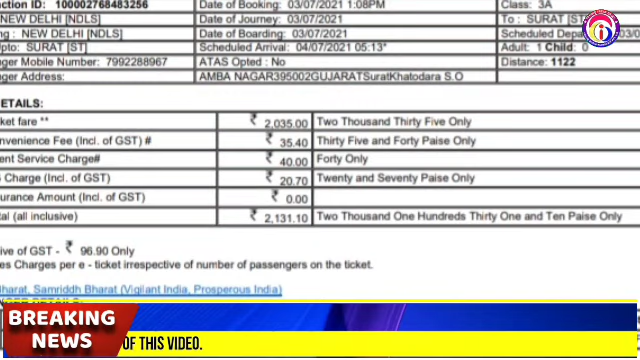 ction ID: 100002768483256 Date of Booking: 03/07/2021 1:08PM Class: 3A
NEW DELHI [NDLS] Date of Journey: 03/07/2021 To : SURAT [ST]
ng : NEW DELHI [NDLS] Date of Boarding: 03/07/2021 Scheduled Depa 03/0
pto: SURAT [ST] Scheduled Arrival: 04/07/2021 05:13* Adult: 1 Child: 0
nger Mobile Number: 7992288967 ATAS Opted : No Distance: 1122
nger Address: AMBA NAGAR395002GUJARATSuratKhatodara S.O
ETAILS:
ket fare ** ₹ 2,035.00 Two Thousand Thirty Five Only
nvenience Fee (Incl. of GST) # ₹ 35.40 Thirty Five and Forty Paise Only
ent Service Charge# ₹ 40.00 Forty Only
Charge (Incl. of GST) ₹ 20.70 Twenty and Seventy Paise Only
urance Amount (Incl. of GST) ₹ 0.00
tal (all inclusive) ₹ 2,131.10 Two Thousand One Hundreds Thirty One and Ten Paise Only
ive of GST - ₹ 96.90 Only
es Charges per e - ticket irrespective of number of passengers on the ticket.
harat, Samriddh Bharat (Vigilant India, Prosperous India)
BREAKING
NEWS
OF THIS VIDEO.